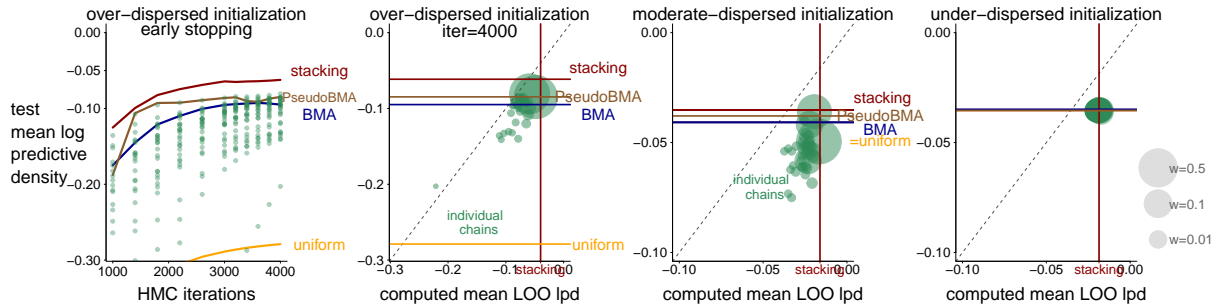 over-dispersed initialization
early stopping
0.00
−0.10
−0.20
−0.30
test
mean log
predictive
density
stacking
PseudoBMA
BMA
uniform
1000
2000
3000
4000
HMC iterations
over-dispersed initialization
iter=4000
0.00
−0.1
−0.2
−0.3
stacking
PseudoBMA
BMA
individual
chains
uniform
−0.3
−0.2
−0.1
0.0
stacking
computed mean LOO lpd
moderate-dispersed initialization
0.00
−0.05
−0.10
stacking
PseudoBMA
BMA
=uniform
individual
chains
−0.10
−0.05
0.00
stacking
computed mean LOO lpd
under-dispersed initialization
0.00
−0.05
−0.10
w=0.5
w=0.1
w=0.01
−0.10
−0.05
0.00
stacking
computed mean LOO lpd